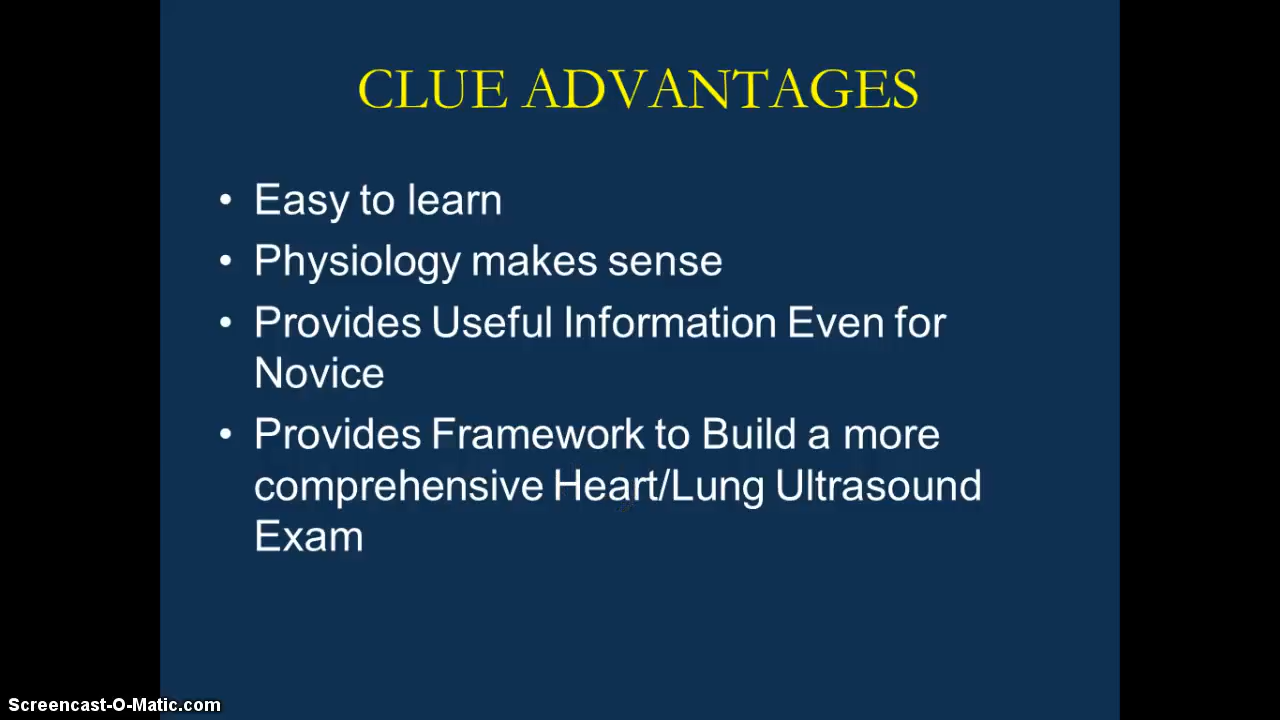 CLUE ADVANTAGES
• Easy to learn
• Physiology makes sense
• Provides Useful Information Even for
Novice
• Provides Framework to Build a more
comprehensive Heart/Lung Ultrasound
Exam
Screencast-O-Matic.com